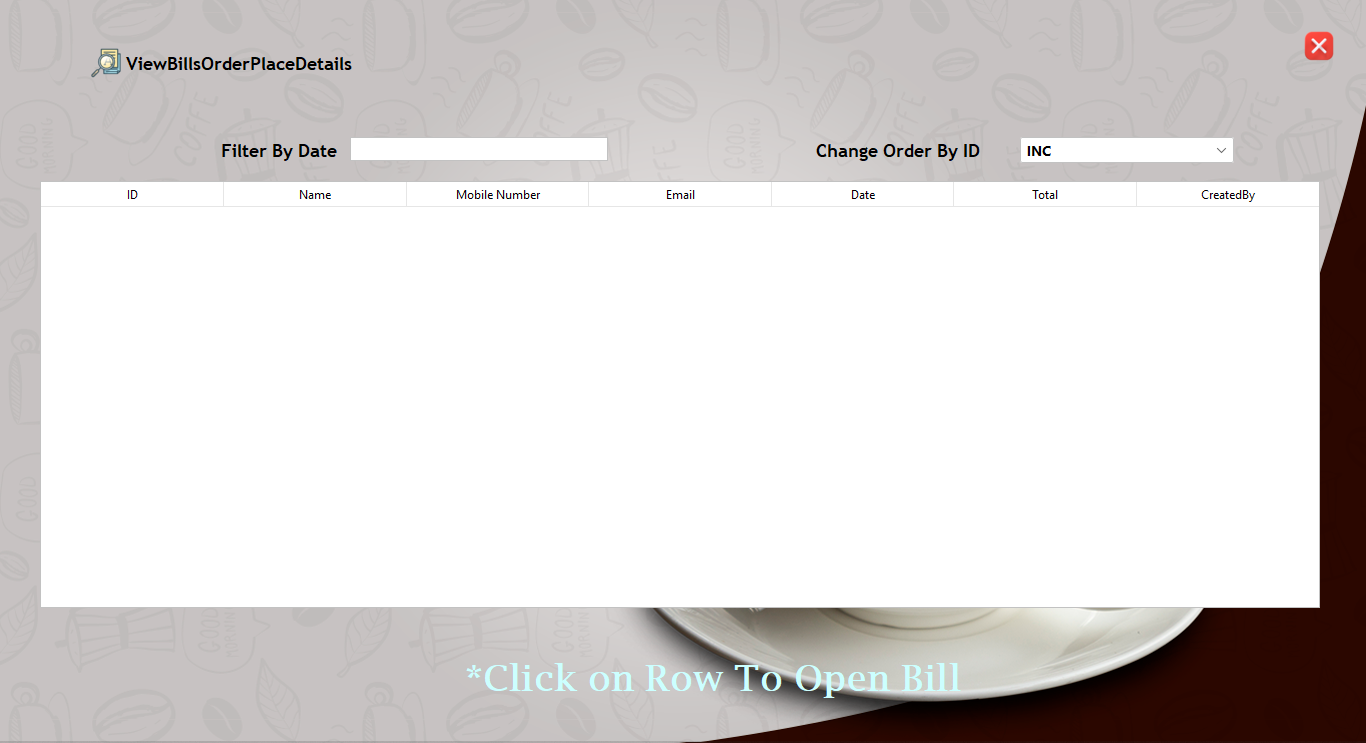 ViewBillsOrderPlaceDetails
Filter By Date
Change Order By ID
INC
ID Name Mobile Number Email Date Total CreatedBy
*Click on Row To Open Bill